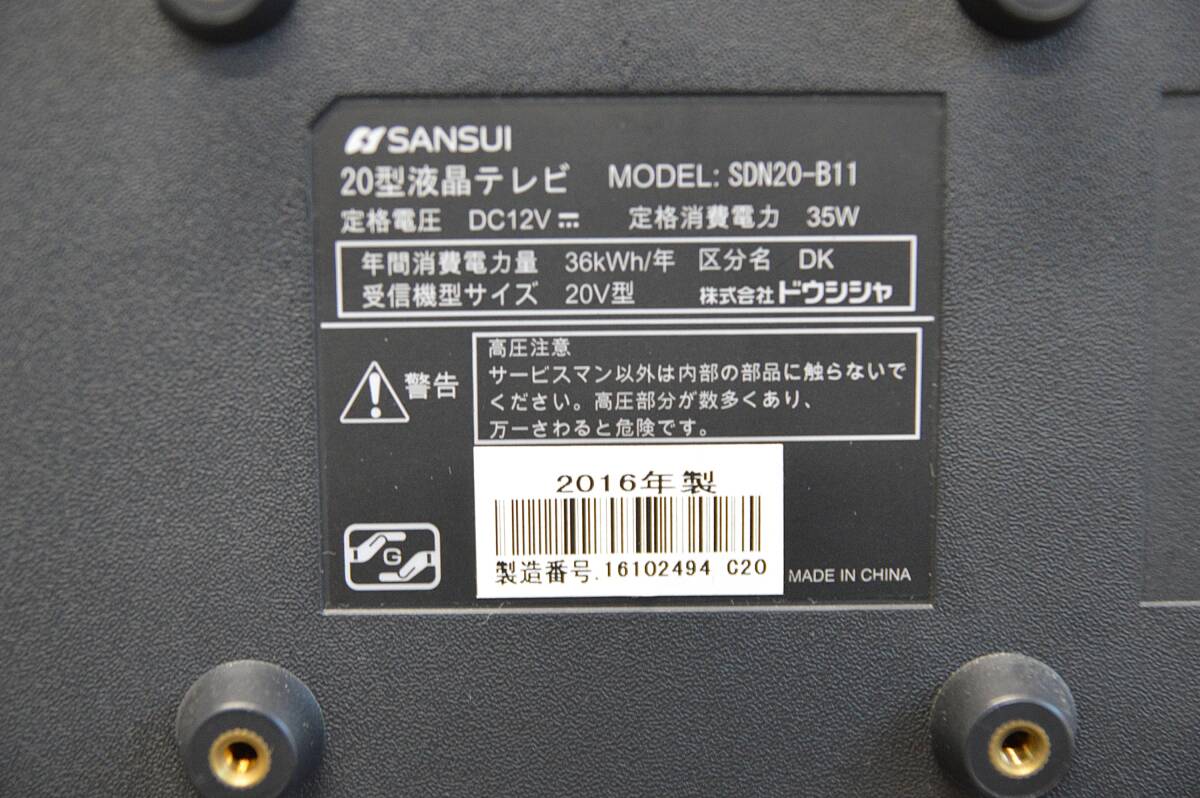 SANSUI
20型液晶テレビ MODEL: SDN20-B11
定格電圧 DC12V 定格消費電力 35W
年間消費電力量 36kWh/年 区分名 DK
受信機型サイズ 20V型 株式会社ドウシシャ
警告
高圧注意
サービスマン以外は内部の部品に触らないで
ください。高圧部分が数多くあり、
万一さわると危険です。
2016年製
製造番号.16102494 C20
G
MADE IN CHINA